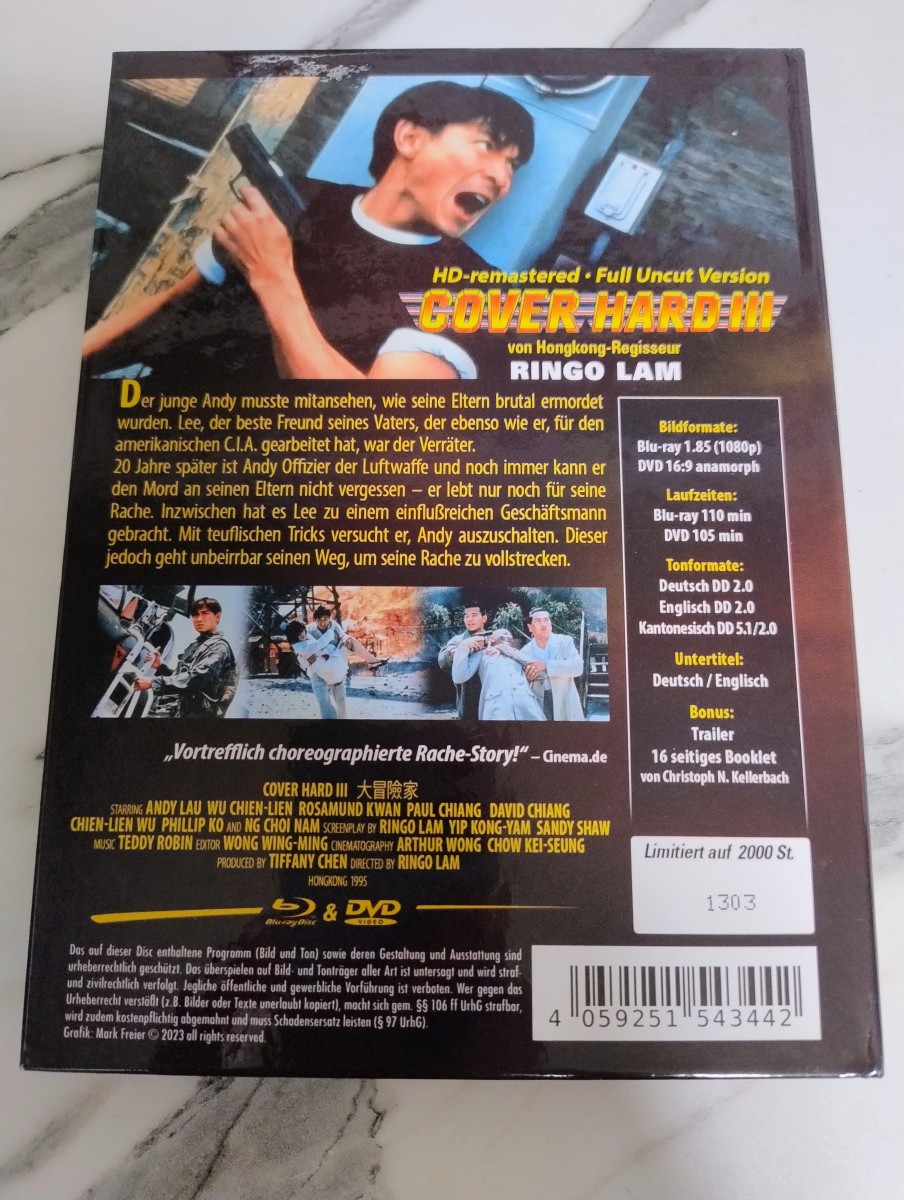 HD-remastered • Full Uncut Version
COVER HARD III
von Hongkong-Regisseur
RINGO LAM
Der junge Andy musste mitansehen, wie seine Eltern brutal ermordet
wurden. Lee, der beste Freund seines Vaters, der ebenso wie er, für den
amerikanischen C.I.A. gearbeitet hat, war der Verräter.
20 Jahre später ist Andy Offizier der Luftwaffe und noch immer kann er
den Mord an seinen Eltern nicht vergessen – er lebt nur noch für seine
Rache. Inzwischen hat es Lee zu einem einflußreichen Geschäftsmann
gebracht. Mit teuflischen Tricks versucht er, Andy auszuschalten. Dieser
jedoch geht unbeirrbar seinen Weg, um seine Rache zu vollstrecken.
Bildformate:
Blu-ray 1.85 (1080p)
DVD 16:9 anamorph
Laufzeiten:
Blu-ray 110 min
DVD 105 min
Tonformate:
Deutsch DD 2.0
Englisch DD 2.0
Kantonesisch DD 5.1/2.0
Untertitel:
Deutsch / Englisch
Bonus:
Trailer
16 seitiges Booklet
von Christoph N. Kellerbach
„Vortrefflich choreographierte Rache-Story!“ – Cinema.de
COVER HARD III 大冒險家
STARRING ANDY LAU WU CHIEN-LIEN ROSAMUND KWAN PAUL CHIANG DAVID CHIANG
CHIEN-LIEN WU PHILLIP KO AND NG CHOI NAM SCREENPLAY BY RINGO LAM YIP KONG-YAM SANDY SHAW
MUSIC TEDDY ROBIN EDITOR WONG WING-MING CINEMATOGRAPHY ARTHUR WONG CHOW KEI-SEUNG
PRODUCED BY TIFFANY CHEN DIRECTED BY RINGO LAM
HONGKONG 1995
Limitiert auf 2000 St.
1303
Blu-ray Disc & DVD VIDEO
Das auf dieser Disc enthaltene Programm (Bild und Ton) sowie deren Gestaltung und Ausstattung sind
urheberrechtlich geschützt. Das überspielen auf Bild- und Tonträger aller Art ist untersagt und wird straf-
und zivilrechtlich verfolgt. Jegliche öffentliche und gewerbliche Vorführung ist verboten. Wer gegen das
Urheberrecht verstößt (z.B. Bilder oder Texte unerlaubt kopiert), macht sich gem. §§ 106 ff UrhG strafbar,
wird zudem kostenpflichtig abgemahnt und muss Schadensersatz leisten (§ 97 UrhG).
Grafik: Mark Freier © 2023 all rights reserved.
4 059251 543442